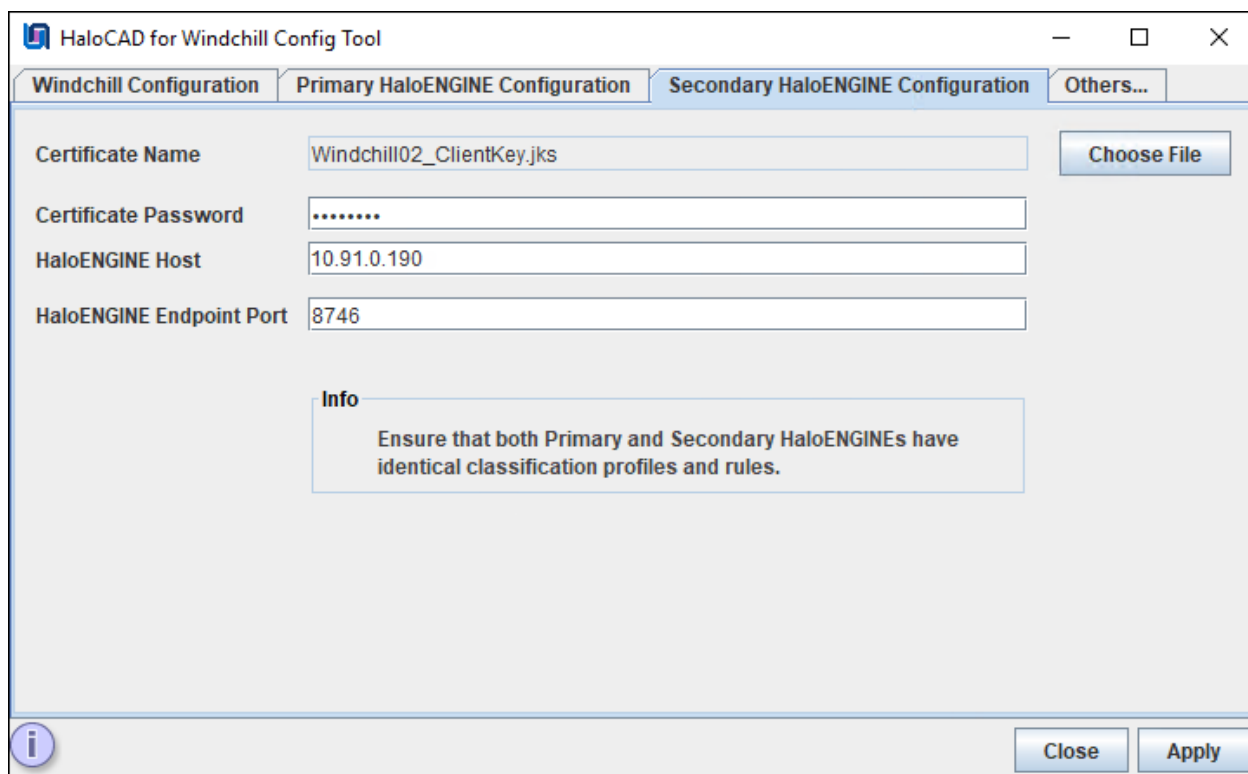 HaloCAD for Windchill Config Tool
Windchill Configuration Primary HaloENGINE Configuration Secondary HaloENGINE Configuration Others...
Certificate Name Windchill02_ClientKey.jks Choose File
Certificate Password ••••••••
HaloENGINE Host 10.91.0.190
HaloENGINE Endpoint Port 8746
Info
Ensure that both Primary and Secondary HaloENGINEs have
identical classification profiles and rules.
i Close Apply